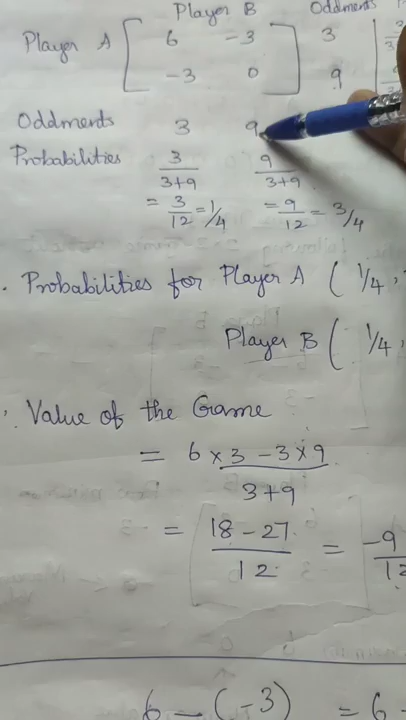 Player B Oddments
Player A [ 6 -3 ] 3
-3 0 9
Oddments 3 9
Probabilities 3/3+9 9/3+9
= 3/12 = 1/4 = 9/12 = 3/4
Probabilities for Player A ( 1/4,
Player B ( 1/4,
Value of the Game
= 6 × 3 - 3 × 9 / 3+9
= 18 - 27 / 12 = -9 / 12
6 - (-3) = 6